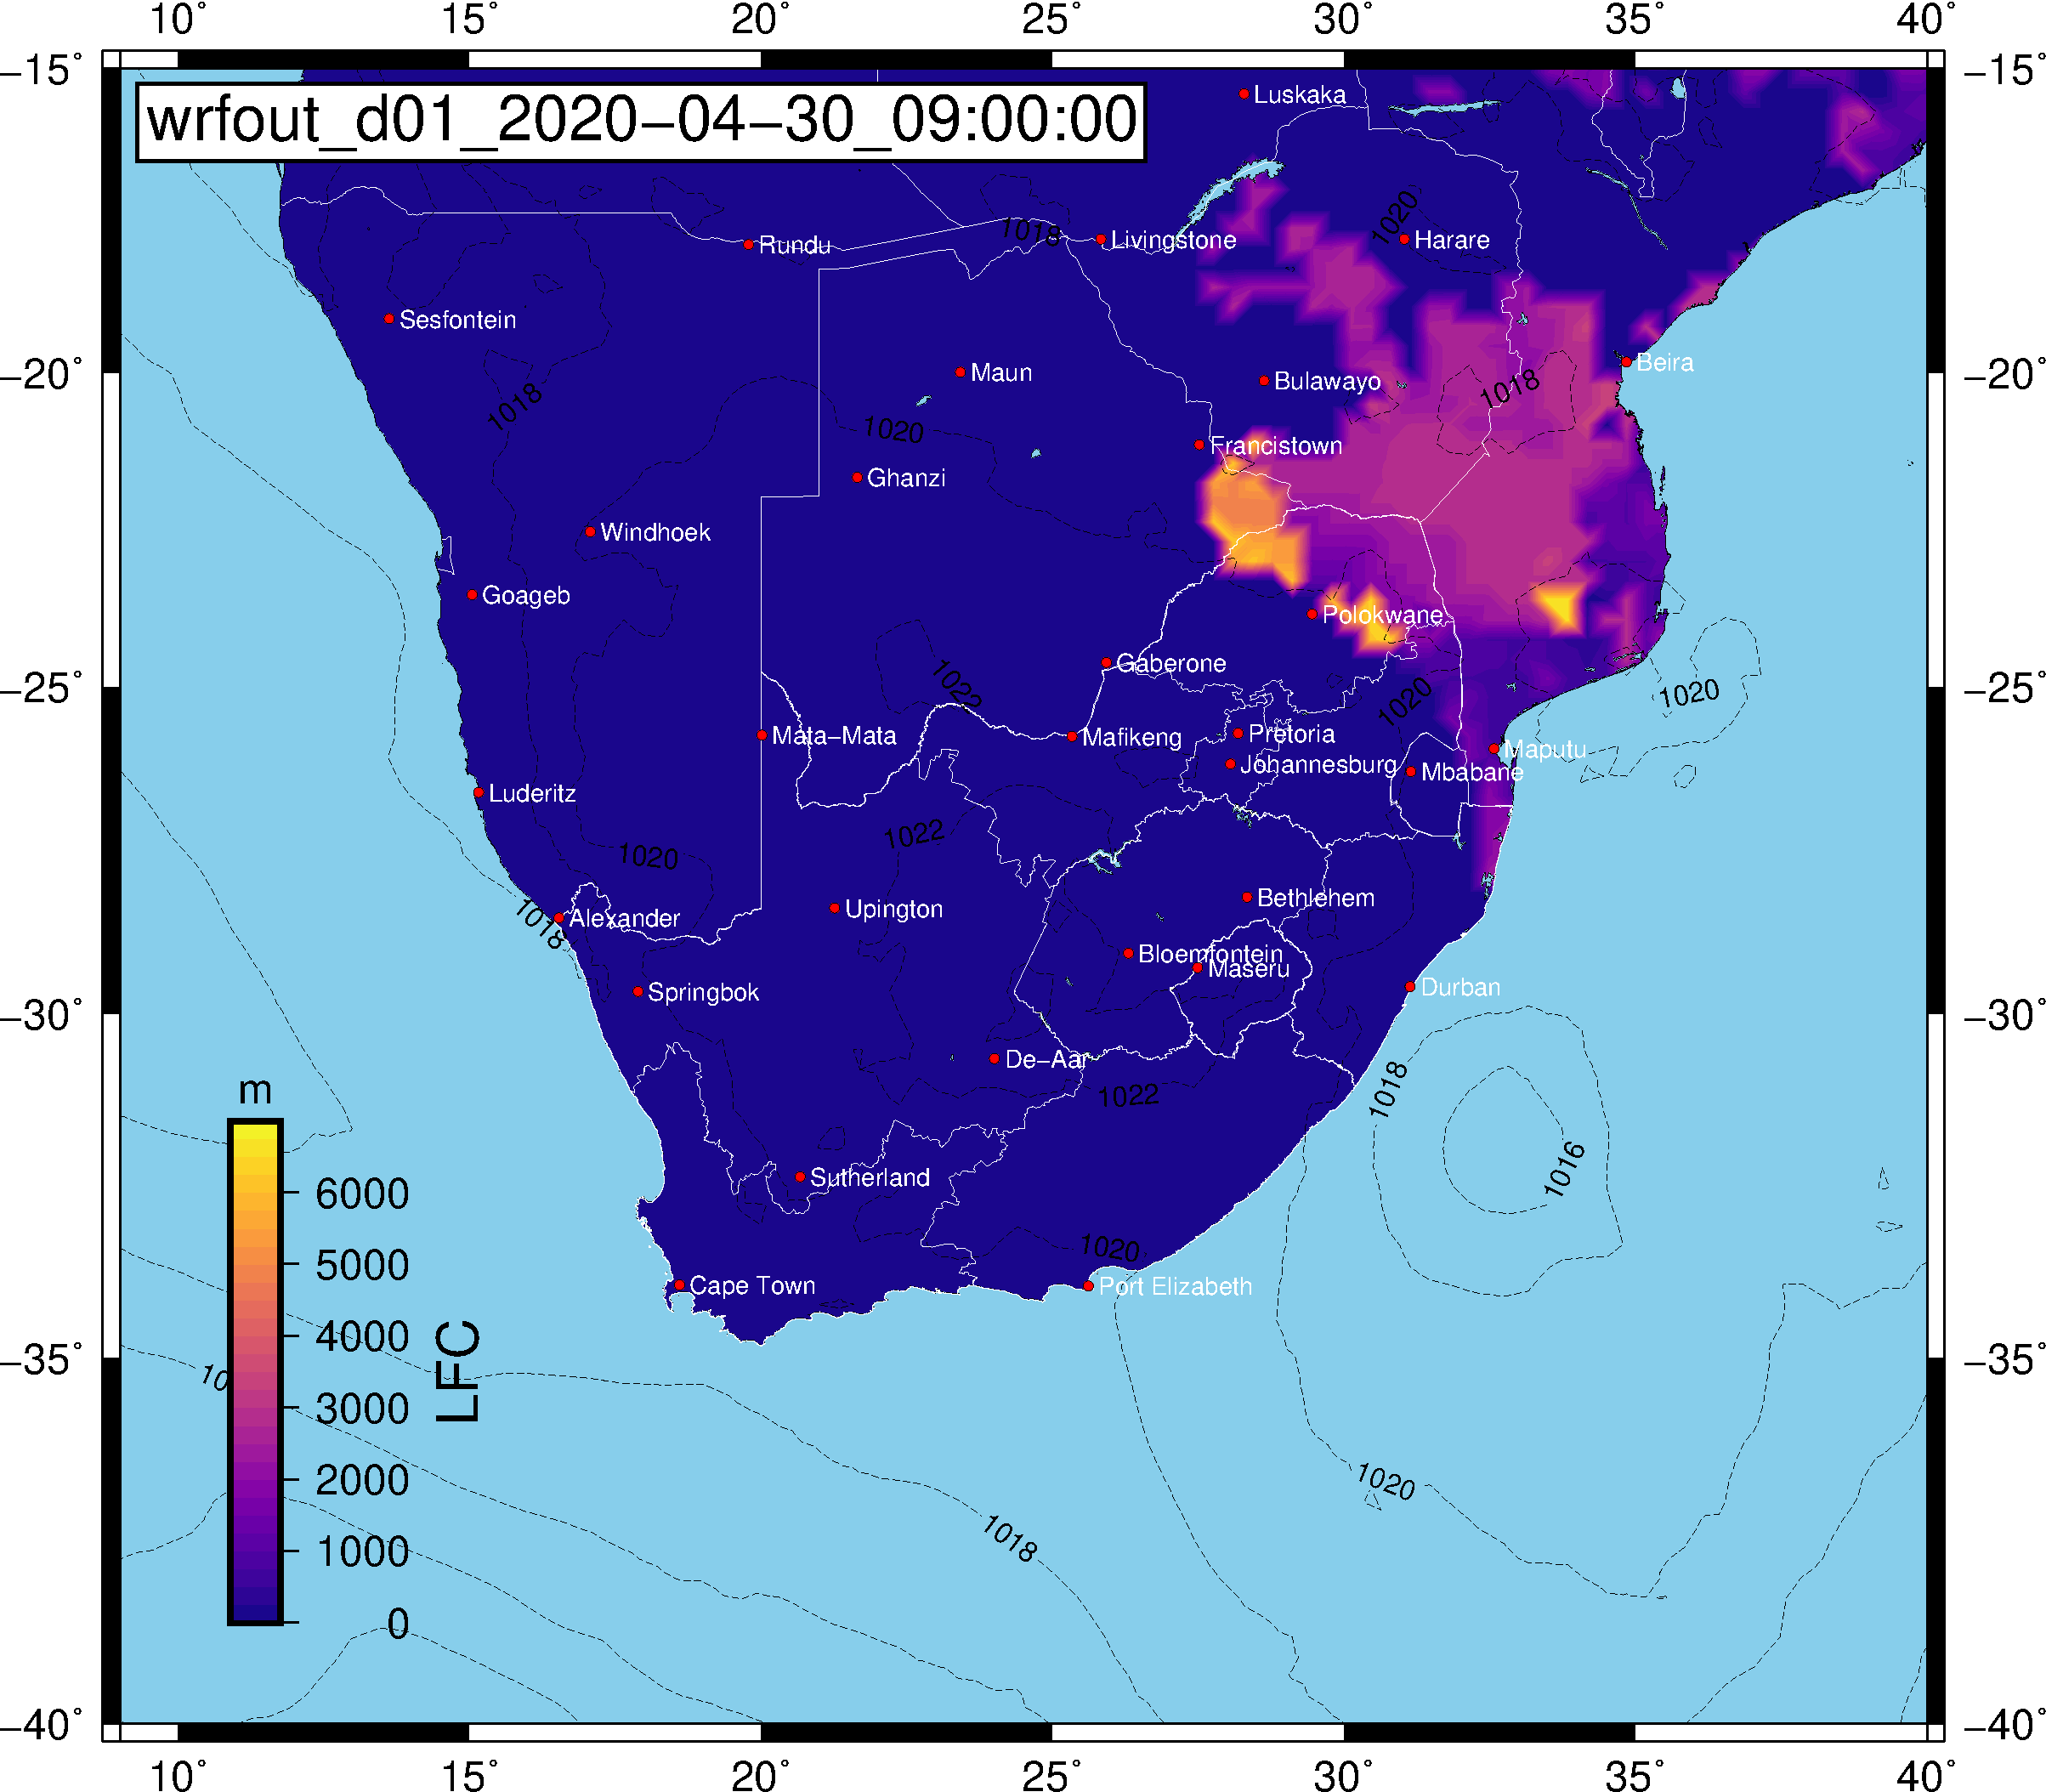 10° 15° 20° 25° 30° 35° 40°
−15° −15°
wrfout_d01_2020−04−30_09:00:00
Luskaka
1020
Rundu
1018
Livingstone
Harare
Sesfontein
Beira
−20° −20°
Maun
Bulawayo
1018
1018
1020
Francistown
Ghanzi
Windhoek
Goageb
Polokwane
Gaberone
1022
−25° −25°
1020
1020
Mata−Mata
Mafikeng
Pretoria
Maputu
Johannesburg
Mbabane
Luderitz
1022
1020
Bethlehem
Upington
Alexander
1018
Bloemfontein
Maseru
Springbok
Durban
−30° −30°
De−Aar
m
1022
1018
1016
Sutherland
6000
1020
5000
Cape Town
Port Elizabeth
4000
LFC
−35° −35°
10
3000
2000
1020
1018
1000
0
−40° −40°
10° 15° 20° 25° 30° 35° 40°